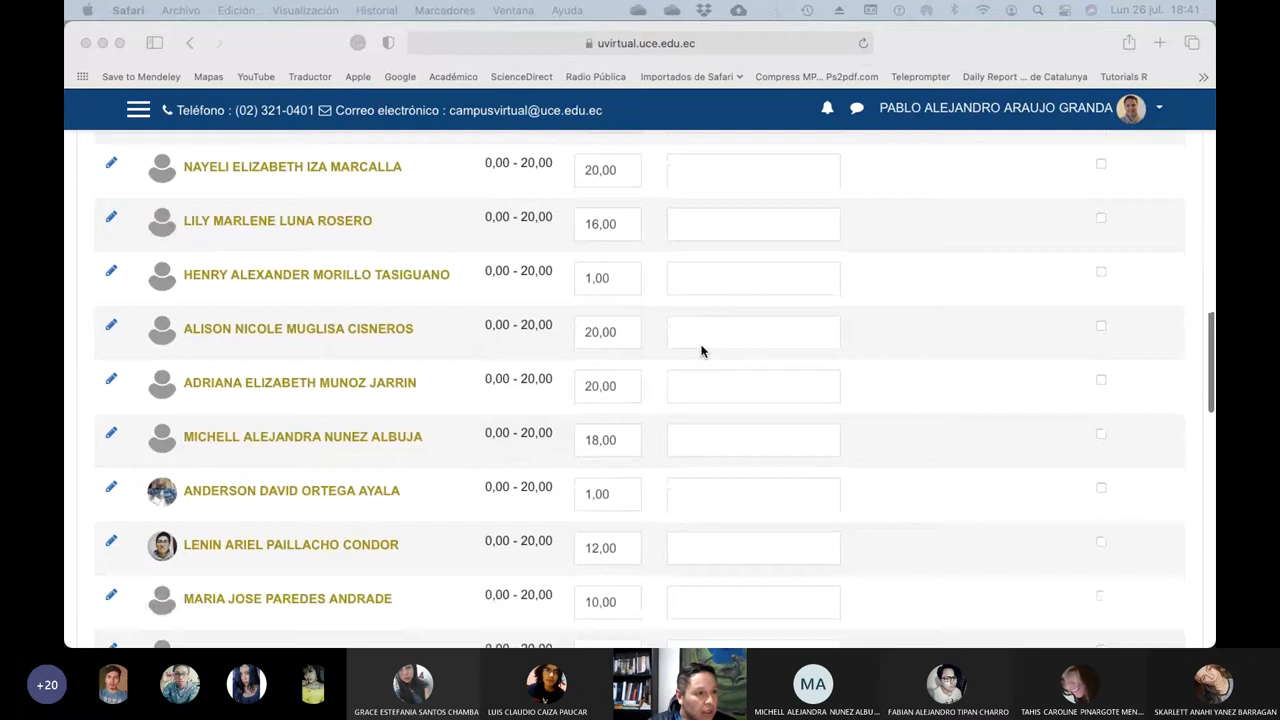 Safari Archivo Edición Visualización Historial Marcadores Ventana Ayuda Lun 26 jul. 18:41
uvirtual.uce.edu.ec
Save to Mendeley Mapas YouTube Traductor Apple Google Académico ScienceDirect Radio Pública Importados de Safari Compress MP... Ps2pdf.com Teleprompter Daily Report ... de Catalunya Tutorials R
Teléfono : (02) 321-0401 Correo electrónico : campusvirtual@uce.edu.ec PABLO ALEJANDRO ARAUJO GRANDA
NAYELI ELIZABETH IZA MARCALLA 0,00 - 20,00 20,00
LILY MARLENE LUNA ROSERO 0,00 - 20,00 16,00
HENRY ALEXANDER MORILLO TASIGUANO 0,00 - 20,00 1,00
ALISON NICOLE MUGLISA CISNEROS 0,00 - 20,00 20,00
ADRIANA ELIZABETH MUNOZ JARRIN 0,00 - 20,00 20,00
MICHELL ALEJANDRA NUNEZ ALBUJA 0,00 - 20,00 18,00
ANDERSON DAVID ORTEGA AYALA 0,00 - 20,00 1,00
LENIN ARIEL PAILLACHO CONDOR 0,00 - 20,00 12,00
MARIA JOSE PAREDES ANDRADE 0,00 - 20,00 10,00
+20 MA
GRACE ESTEFANIA SANTOS CHAMBA LUIS CLAUDIO CAIZA PAUCAR MICHELL ALEJANDRA NUNEZ ALBU... FABIAN ALEJANDRO TIPAN CHARRO TAHIS CAROLINE PINARGOTE MEN... SKARLETT ANAHI YANEZ BARRAGAN